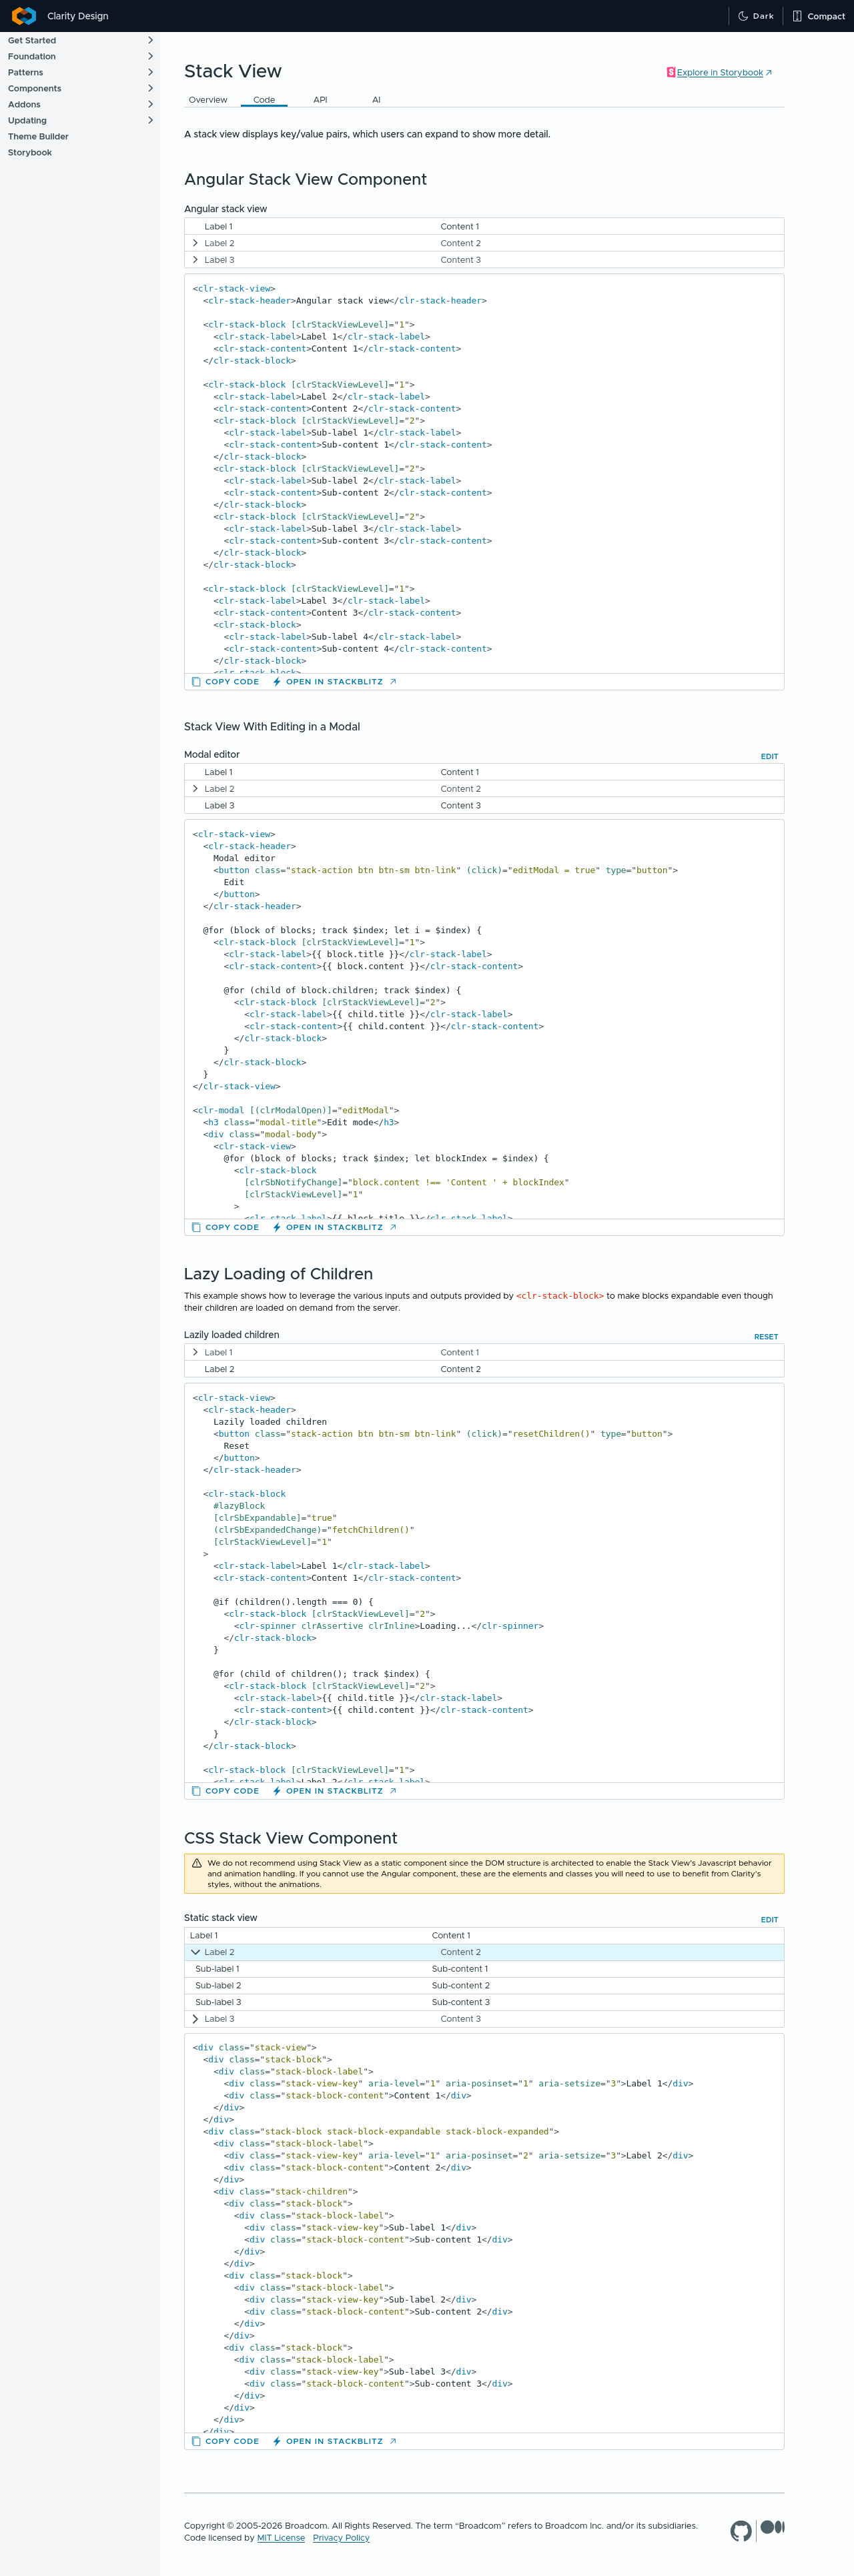 Clarity Design
Dark
Compact
Get Started
Foundation
Patterns
Components
Addons
Updating
Theme Builder
Storybook
Stack View
Explore in Storybook
Overview Code API AI
A stack view displays key/value pairs, which users can expand to show more detail.
Angular Stack View Component
Angular stack view
Label 1 Content 1
Label 2 Content 2
Label 3 Content 3
<clr-stack-view>
  <clr-stack-header>Angular stack view</clr-stack-header>
  <clr-stack-block [clrStackViewLevel]="1">
    <clr-stack-label>Label 1</clr-stack-label>
    <clr-stack-content>Content 1</clr-stack-content>
  </clr-stack-block>
  <clr-stack-block [clrStackViewLevel]="1">
    <clr-stack-label>Label 2</clr-stack-label>
    <clr-stack-content>Content 2</clr-stack-content>
    <clr-stack-block [clrStackViewLevel]="2">
      <clr-stack-label>Sub-label 1</clr-stack-label>
      <clr-stack-content>Sub-content 1</clr-stack-content>
    </clr-stack-block>
    <clr-stack-block [clrStackViewLevel]="2">
      <clr-stack-label>Sub-label 2</clr-stack-label>
      <clr-stack-content>Sub-content 2</clr-stack-content>
    </clr-stack-block>
    <clr-stack-block [clrStackViewLevel]="2">
      <clr-stack-label>Sub-label 3</clr-stack-label>
      <clr-stack-content>Sub-content 3</clr-stack-content>
    </clr-stack-block>
  </clr-stack-block>
  <clr-stack-block [clrStackViewLevel]="1">
    <clr-stack-label>Label 3</clr-stack-label>
    <clr-stack-content>Content 3</clr-stack-content>
    <clr-stack-block>
      <clr-stack-label>Sub-label 4</clr-stack-label>
      <clr-stack-content>Sub-content 4</clr-stack-content>
    </clr-stack-block>
    <clr-stack-block>
COPY CODE OPEN IN STACKBLITZ
Stack View With Editing in a Modal
Modal editor EDIT
Label 1 Content 1
Label 2 Content 2
Label 3 Content 3
<clr-stack-view>
  <clr-stack-header>
    Modal editor
    <button class="stack-action btn btn-sm btn-link" (click)="editModal = true" type="button">
      Edit
    </button>
  </clr-stack-header>
  @for (block of blocks; track $index; let i = $index) {
    <clr-stack-block [clrStackViewLevel]="1">
      <clr-stack-label>{{ block.title }}</clr-stack-label>
      <clr-stack-content>{{ block.content }}</clr-stack-content>
      @for (child of block.children; track $index) {
        <clr-stack-block [clrStackViewLevel]="2">
          <clr-stack-label>{{ child.title }}</clr-stack-label>
          <clr-stack-content>{{ child.content }}</clr-stack-content>
        </clr-stack-block>
      }
    </clr-stack-block>
  }
</clr-stack-view>
<clr-modal [(clrModalOpen)]="editModal">
  <h3 class="modal-title">Edit mode</h3>
  <div class="modal-body">
    <clr-stack-view>
      @for (block of blocks; track $index; let blockIndex = $index) {
        <clr-stack-block
          [clrSbNotifyChange]="block.content !== 'Content ' + blockIndex"
          [clrStackViewLevel]="1"
        >
          <clr-stack-label>{{ block.title }}</clr-stack-label>
COPY CODE OPEN IN STACKBLITZ
Lazy Loading of Children
This example shows how to leverage the various inputs and outputs provided by <clr-stack-block> to make blocks expandable even though
their children are loaded on demand from the server.
Lazily loaded children RESET
Label 1 Content 1
Label 2 Content 2
<clr-stack-view>
  <clr-stack-header>
    Lazily loaded children
    <button class="stack-action btn btn-sm btn-link" (click)="resetChildren()" type="button">
      Reset
    </button>
  </clr-stack-header>
  <clr-stack-block
    #lazyBlock
    [clrSbExpandable]="true"
    (clrSbExpandedChange)="fetchChildren()"
    [clrStackViewLevel]="1"
  >
    <clr-stack-label>Label 1</clr-stack-label>
    <clr-stack-content>Content 1</clr-stack-content>
    @if (children().length === 0) {
      <clr-stack-block [clrStackViewLevel]="2">
        <clr-spinner clrAssertive clrInline>Loading...</clr-spinner>
      </clr-stack-block>
    }
    @for (child of children(); track $index) {
      <clr-stack-block [clrStackViewLevel]="2">
        <clr-stack-label>{{ child.title }}</clr-stack-label>
        <clr-stack-content>{{ child.content }}</clr-stack-content>
      </clr-stack-block>
    }
  </clr-stack-block>
  <clr-stack-block [clrStackViewLevel]="1">
    <clr-stack-label>Label 2</clr-stack-label>
COPY CODE OPEN IN STACKBLITZ
CSS Stack View Component
We do not recommend using Stack View as a static component since the DOM structure is architected to enable the Stack View's Javascript behavior
and animation handling. If you cannot use the Angular component, these are the elements and classes you will need to use to benefit from Clarity's
styles, without the animations.
Static stack view EDIT
Label 1 Content 1
Label 2 Content 2
Sub-label 1 Sub-content 1
Sub-label 2 Sub-content 2
Sub-label 3 Sub-content 3
Label 3 Content 3
<div class="stack-view">
  <div class="stack-block">
    <div class="stack-block-label">
      <div class="stack-view-key" aria-level="1" aria-posinset="1" aria-setsize="3">Label 1</div>
      <div class="stack-block-content">Content 1</div>
    </div>
  </div>
  <div class="stack-block stack-block-expandable stack-block-expanded">
    <div class="stack-block-label">
      <div class="stack-view-key" aria-level="1" aria-posinset="2" aria-setsize="3">Label 2</div>
      <div class="stack-block-content">Content 2</div>
    </div>
    <div class="stack-children">
      <div class="stack-block">
        <div class="stack-block-label">
          <div class="stack-view-key">Sub-label 1</div>
          <div class="stack-block-content">Sub-content 1</div>
        </div>
      </div>
      <div class="stack-block">
        <div class="stack-block-label">
          <div class="stack-view-key">Sub-label 2</div>
          <div class="stack-block-content">Sub-content 2</div>
        </div>
      </div>
      <div class="stack-block">
        <div class="stack-block-label">
          <div class="stack-view-key">Sub-label 3</div>
          <div class="stack-block-content">Sub-content 3</div>
        </div>
      </div>
    </div>
  </div>
COPY CODE OPEN IN STACKBLITZ
Copyright © 2005-2026 Broadcom. All Rights Reserved. The term “Broadcom” refers to Broadcom Inc. and/or its subsidiaries.
Code licensed by MIT License Privacy Policy